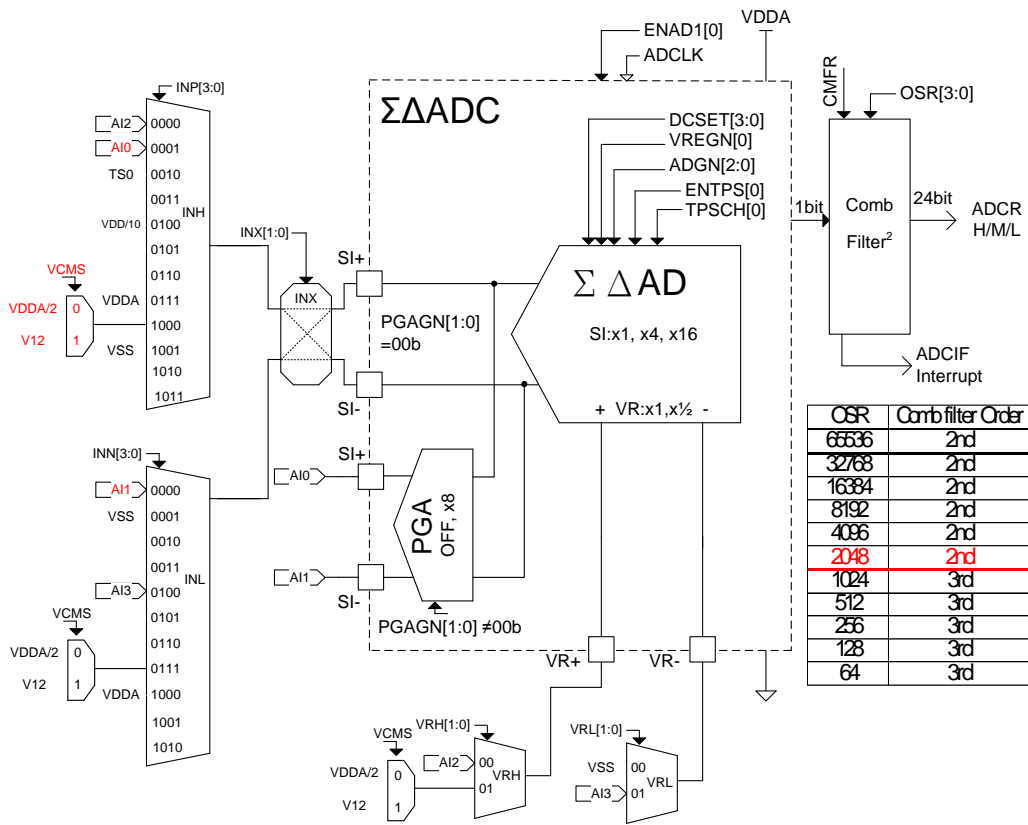 ENAD1[0]
VDDA
ADCLK
INP[3:0]
ΣΔADC
CMFR
OSR[3:0]
AI2 0000
AI0 0001
TS0 0010
0011
VDD/10 0100
0101
0110
VDDA 0111
1000
VSS 1001
1010
1011
INH
VCMS
VDDA/2 0
V12 1
INX[1:0]
INX
SI+
SI-
PGAGN[1:0]
=00b
DCSET[3:0]
VREGN[0]
ADGN[2:0]
ENTPS[0]
TPSCH[0]
Σ Δ AD
SI:x1, x4, x16
+ VR:x1,x½ -
1bit
Comb
Filter²
24bit
ADCR
H/M/L
ADCIF
Interrupt
OSR Comb filter Order
65536 2nd
32768 2nd
16384 2nd
8192 2nd
4096 2nd
2048 2nd
1024 3rd
512 3rd
256 3rd
128 3rd
64 3rd
INN[3:0]
AI1 0000
VSS 0001
0010
0011
AI3 0100
0101
0110
0111
VDDA 1000
1001
1010
INL
VCMS
VDDA/2 0
V12 1
SI+
AI0
PGA
OFF, x8
AI1
SI-
PGAGN[1:0] ≠00b
VR+
VR-
VRH[1:0]
VCMS
VDDA/2 0
V12 1
AI2 00
01
VRH
VRL[1:0]
VSS 00
AI3 01
VRL